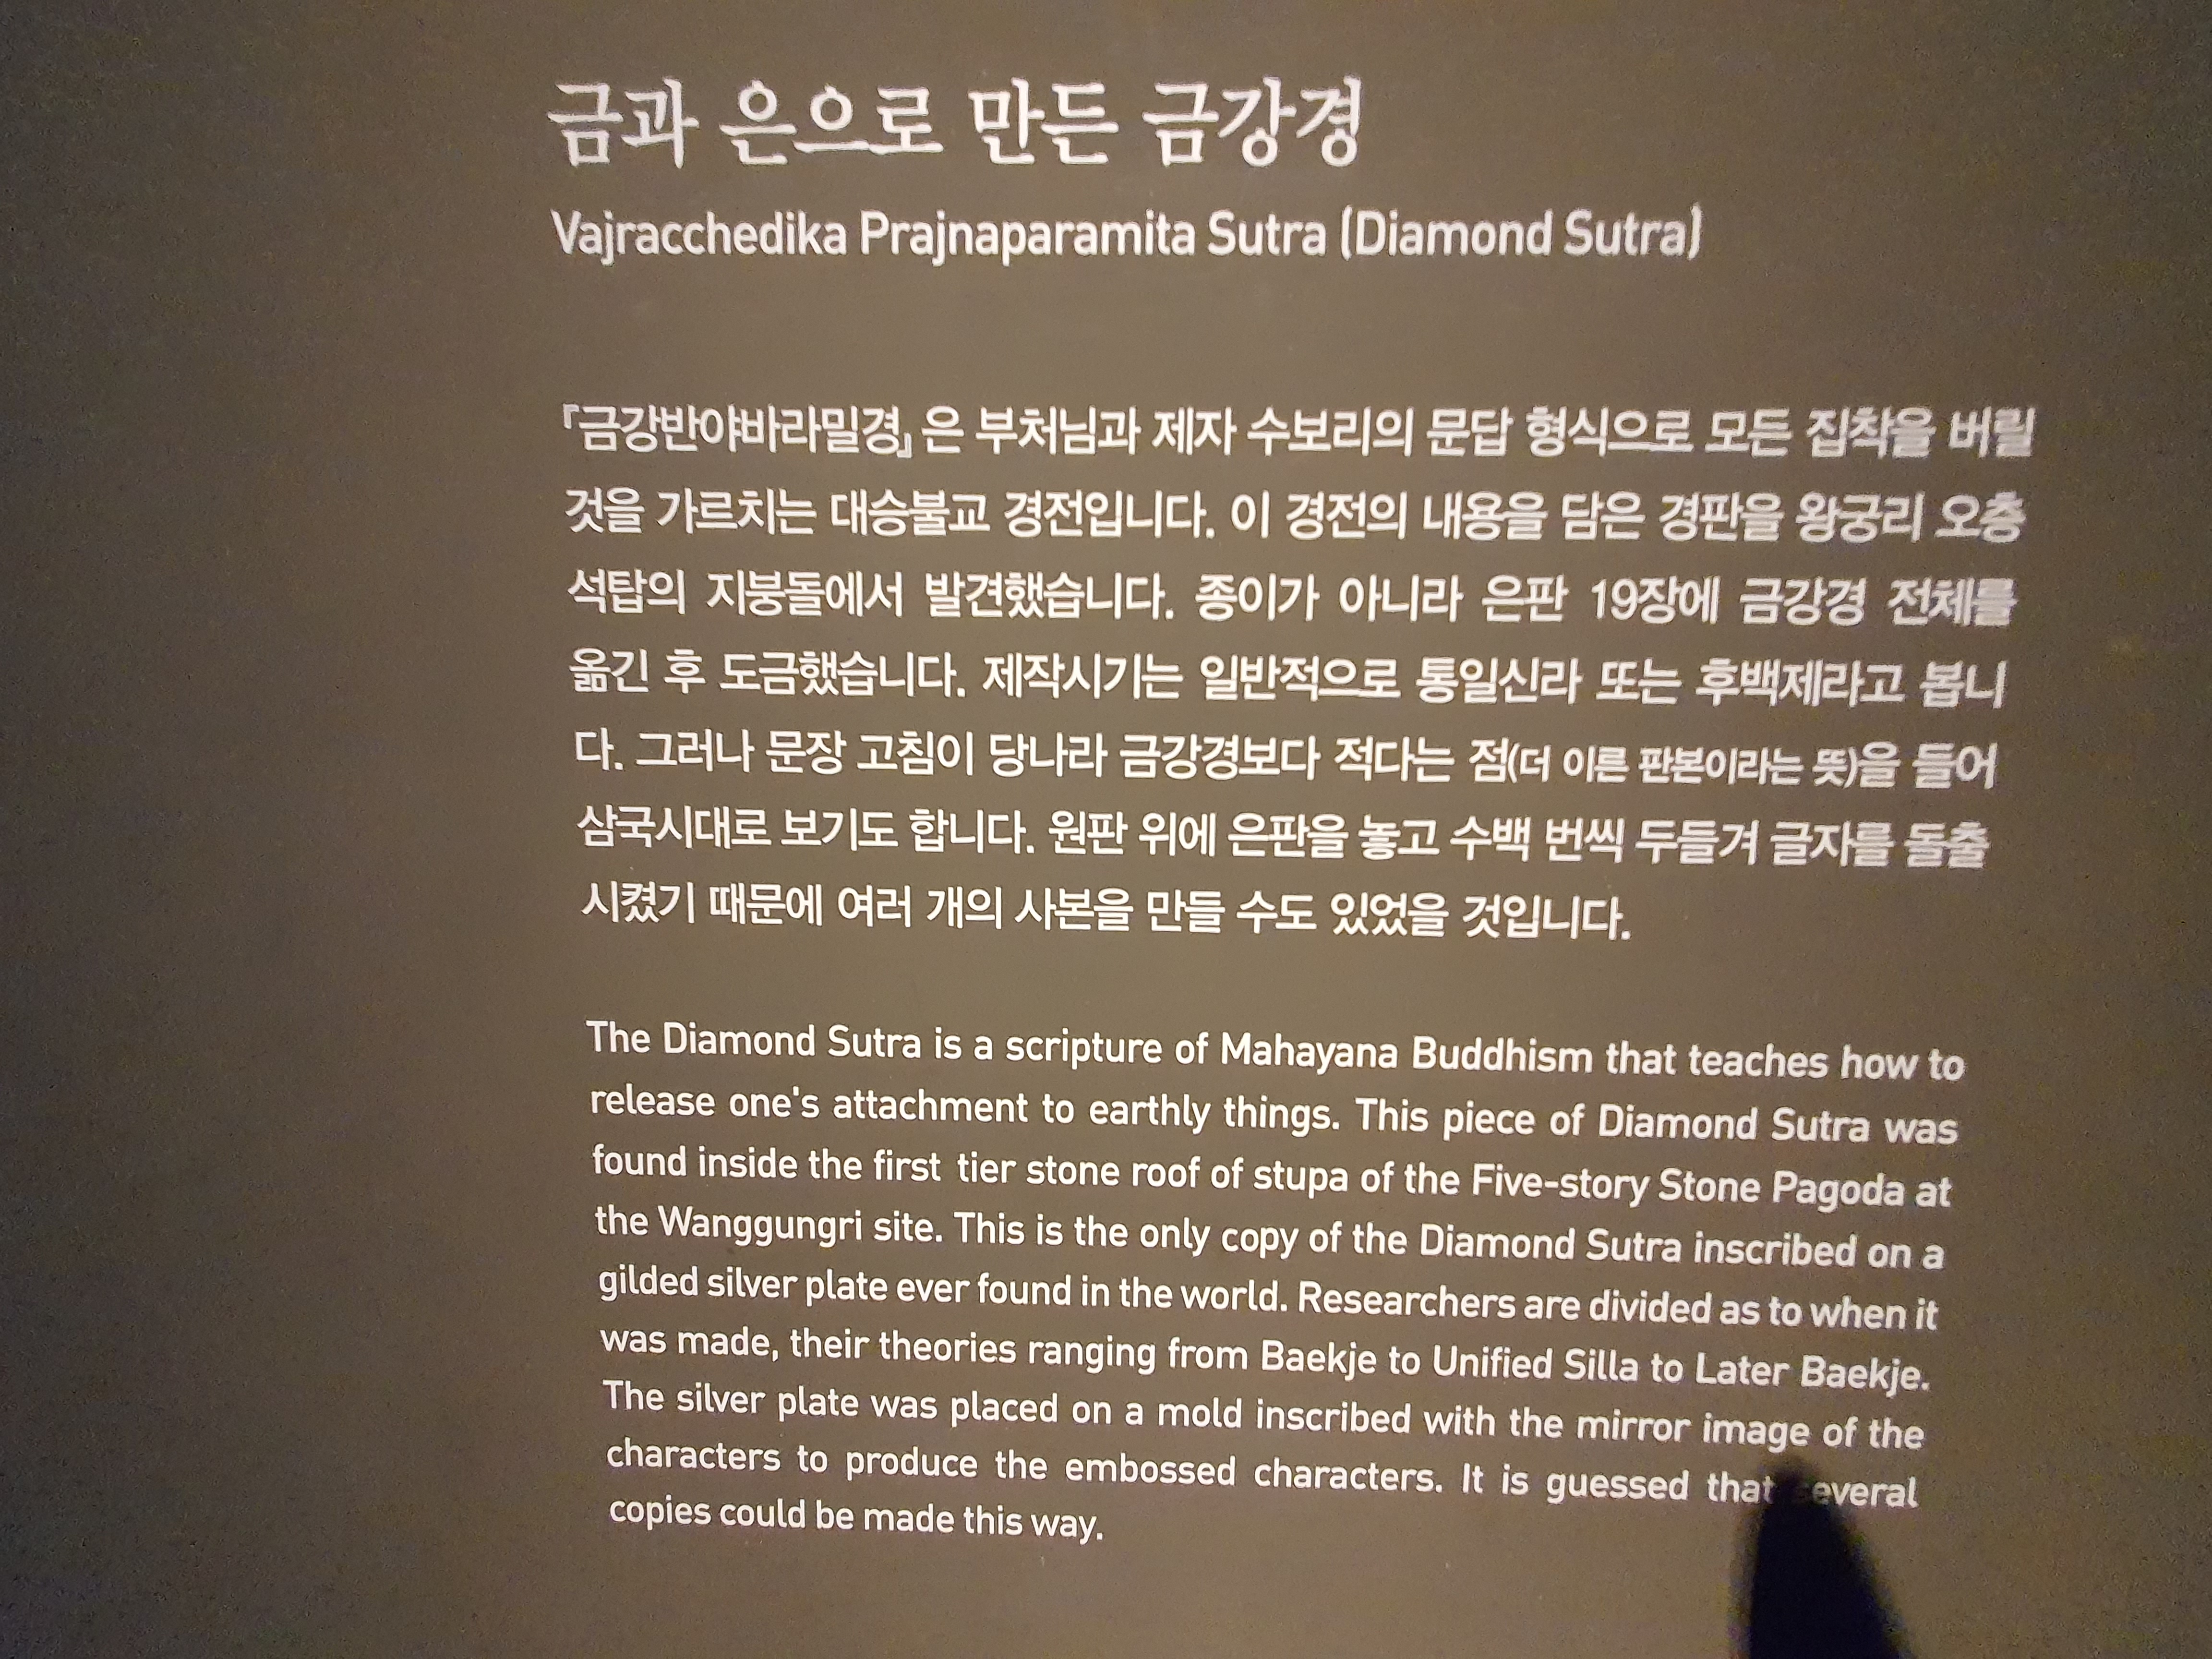 금과 은으로 만든 금강경
Vajracchedika Prajnaparamita Sutra (Diamond Sutra)
『금강반야바라밀경』은 부처님과 제자 수보리의 문답 형식으로 모든 집착을 버릴
것을 가르치는 대승불교 경전입니다. 이 경전의 내용을 담은 경판을 왕궁리 오층
석탑의 지붕돌에서 발견했습니다. 종이가 아니라 은판 19장에 금강경 전체를
옮긴 후 도금했습니다. 제작시기는 일반적으로 통일신라 또는 후백제라고 봅니
다. 그러나 문장 고침이 당나라 금강경보다 적다는 점(더 이른 판본이라는 뜻)을 들어
삼국시대로 보기도 합니다. 원판 위에 은판을 놓고 수백 번씩 두들겨 글자를 돌출
시켰기 때문에 여러 개의 사본을 만들 수도 있었을 것입니다.
The Diamond Sutra is a scripture of Mahayana Buddhism that teaches how to
release one's attachment to earthly things. This piece of Diamond Sutra was
found inside the first tier stone roof of stupa of the Five-story Stone Pagoda at
the Wanggungri site. This is the only copy of the Diamond Sutra inscribed on a
gilded silver plate ever found in the world. Researchers are divided as to when it
was made, their theories ranging from Baekje to Unified Silla to Later Baekje.
The silver plate was placed on a mold inscribed with the mirror image of the
characters to produce the embossed characters. It is guessed that several
copies could be made this way.